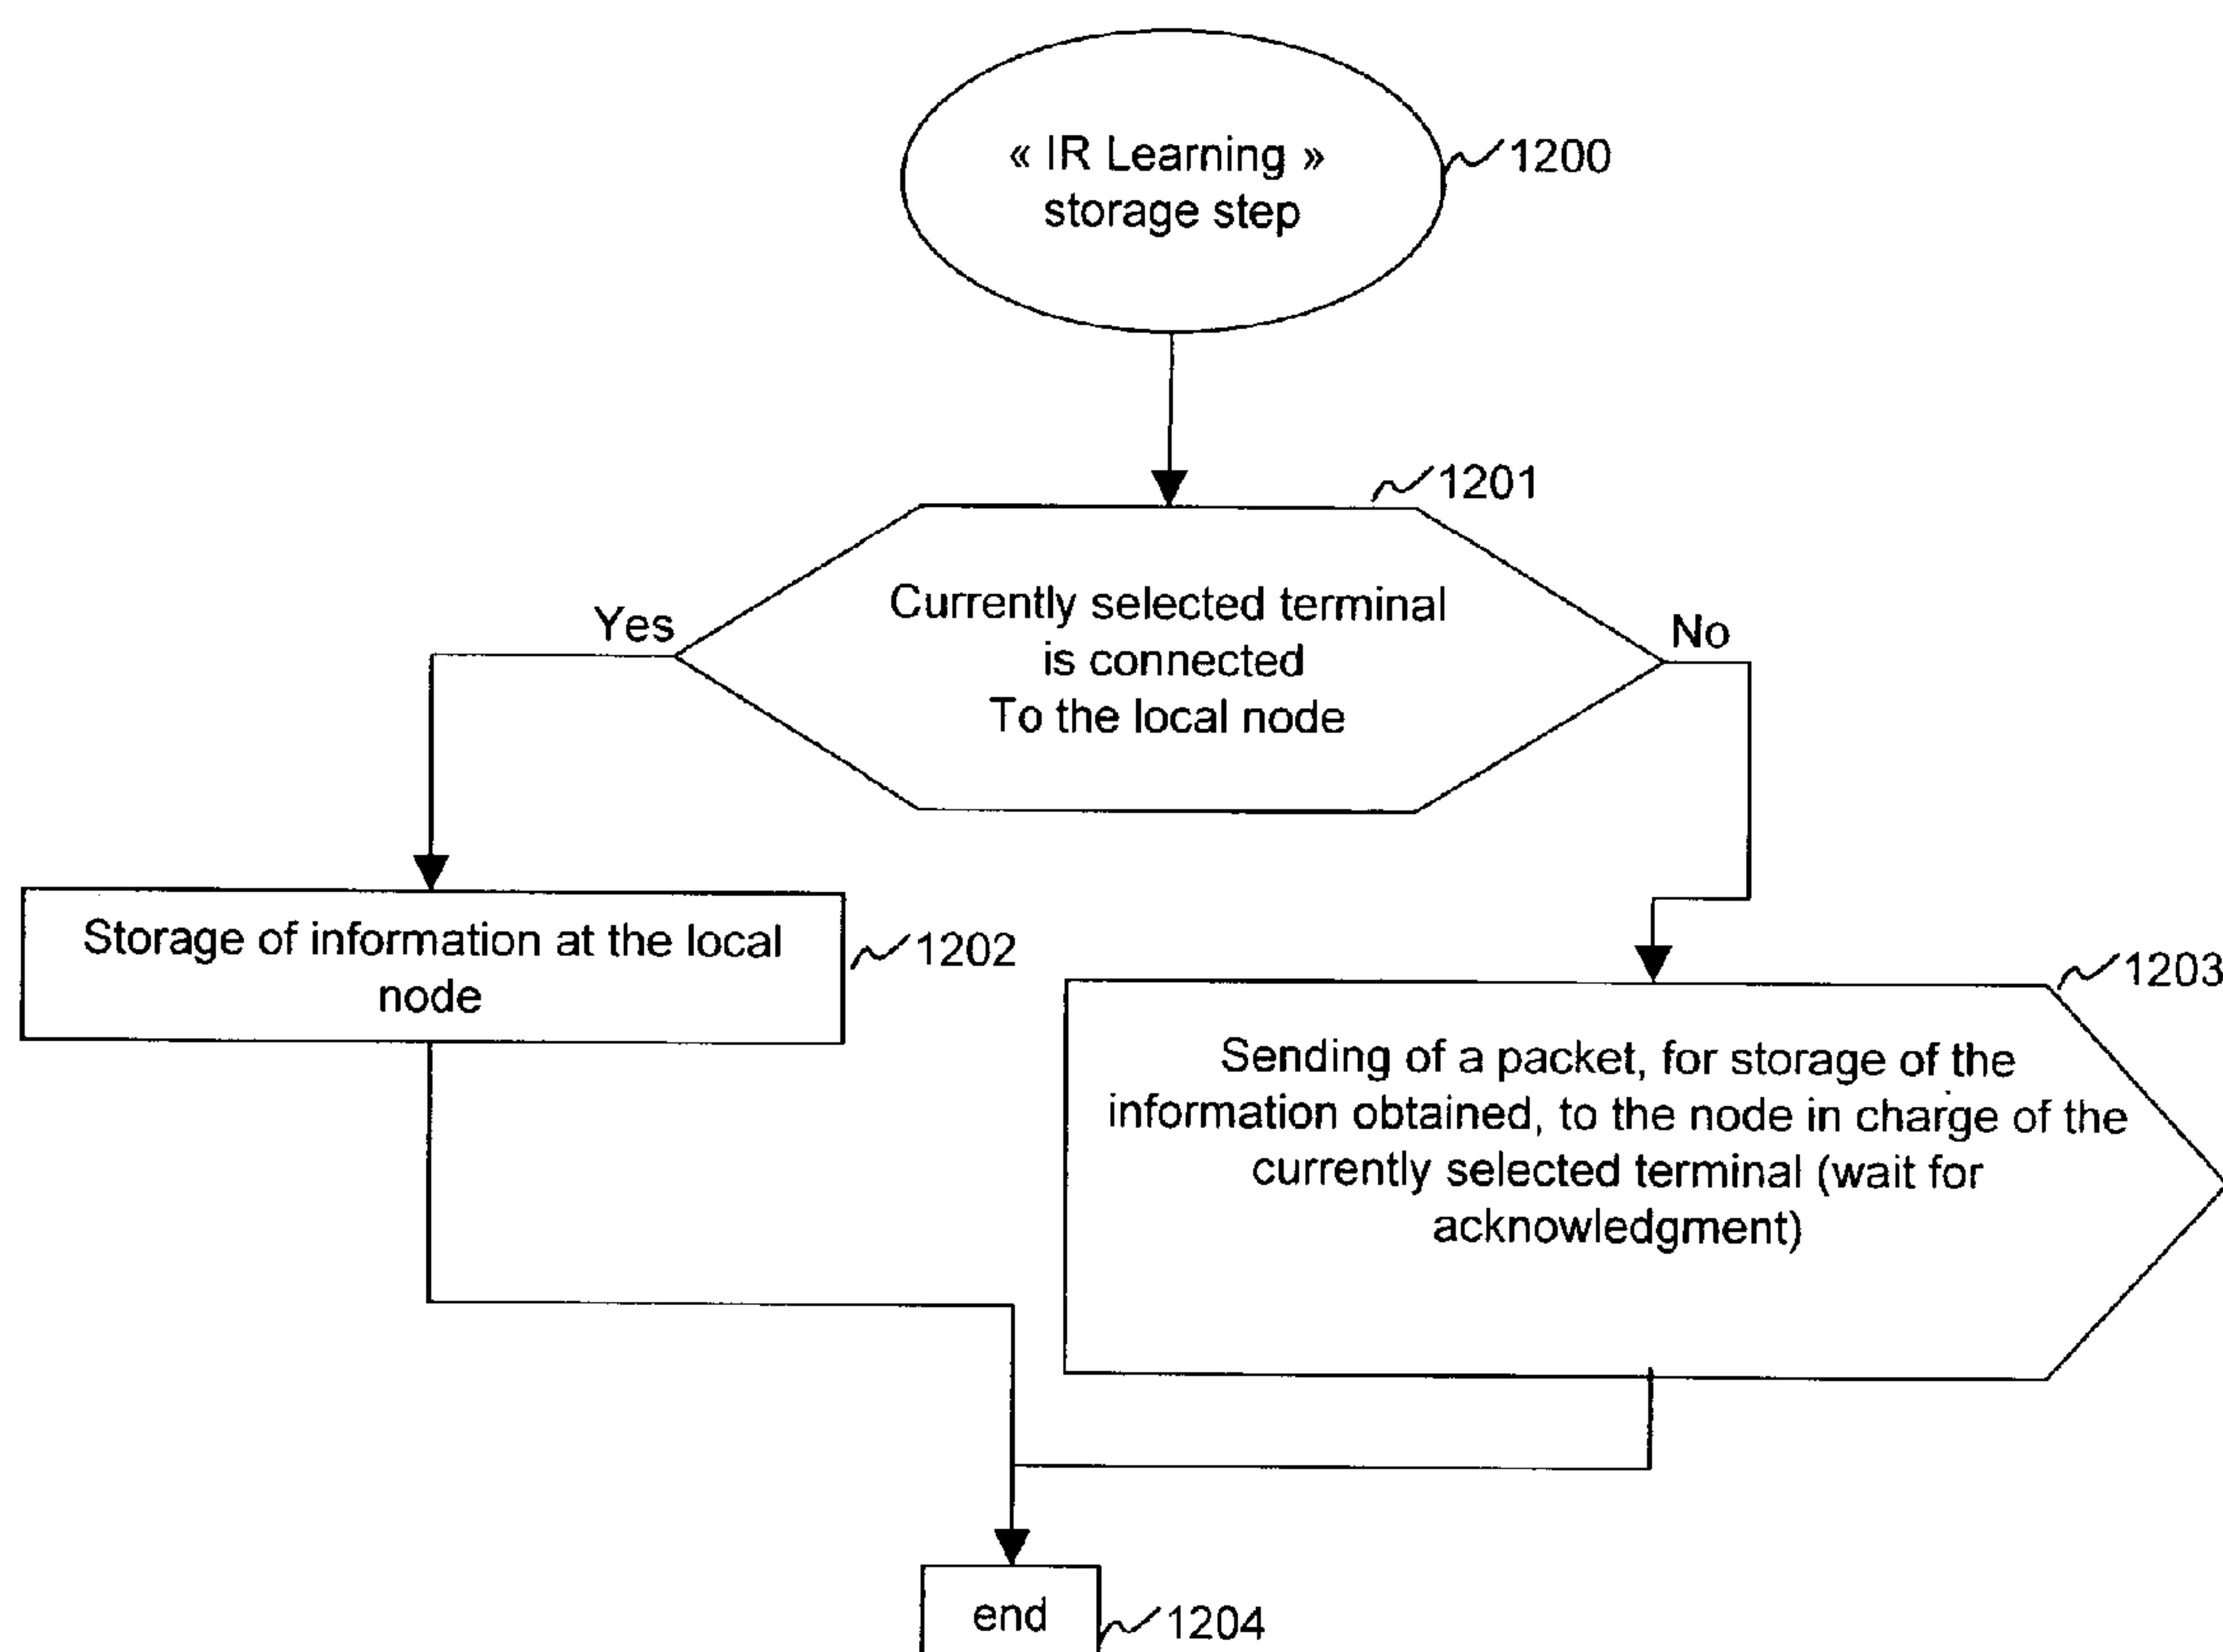 « IR Learning »
storage step
1200
1201
Currently selected terminal
is connected
To the local node
Yes
No
Storage of information at the local
node
1202
1203
Sending of a packet, for storage of the
information obtained, to the node in charge of the
currently selected terminal (wait for
acknowledgment)
end
1204